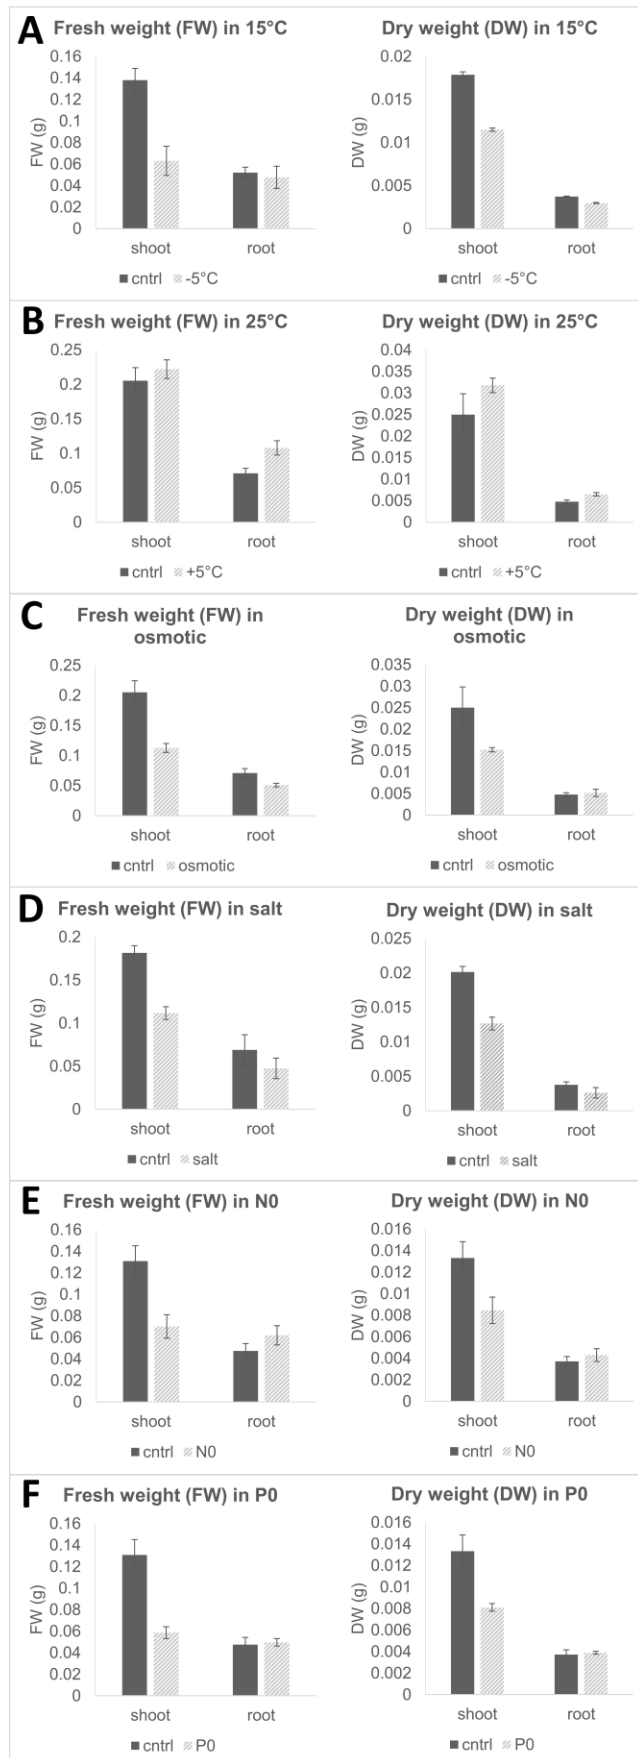 A
Fresh weight (FW) in 15°C
0.16
0.14
0.12
0.1
0.08
0.06
0.04
0.02
0
FW (g)
shoot root
cntrl -5°C
Dry weight (DW) in 15°C
0.02
0.015
0.01
0.005
0
DW (g)
shoot root
cntrl -5°C
B
Fresh weight (FW) in 25°C
0.25
0.2
0.15
0.1
0.05
0
FW (g)
shoot root
cntrl +5°C
Dry weight (DW) in 25°C
0.04
0.035
0.03
0.025
0.02
0.015
0.01
0.005
0
DW (g)
shoot root
cntrl +5°C
C
Fresh weight (FW) in
osmotic
0.25
0.2
0.15
0.1
0.05
0
FW (g)
shoot root
cntrl osmotic
Dry weight (DW) in
osmotic
0.035
0.03
0.025
0.02
0.015
0.01
0.005
0
DW (g)
shoot root
cntrl osmotic
D
Fresh weight (FW) in salt
0.2
0.15
0.1
0.05
0
FW (g)
shoot root
cntrl salt
Dry weight (DW) in salt
0.025
0.02
0.015
0.01
0.005
0
DW (g)
shoot root
cntrl salt
E
Fresh weight (FW) in N0
0.16
0.14
0.12
0.1
0.08
0.06
0.04
0.02
0
FW (g)
shoot root
cntrl N0
Dry weight (DW) in N0
0.016
0.014
0.012
0.01
0.008
0.006
0.004
0.002
0
DW (g)
shoot root
cntrl N0
F
Fresh weight (FW) in P0
0.16
0.14
0.12
0.1
0.08
0.06
0.04
0.02
0
FW (g)
shoot root
cntrl P0
Dry weight (DW) in P0
0.016
0.014
0.012
0.01
0.008
0.006
0.004
0.002
0
DW (g)
shoot root
cntrl P0